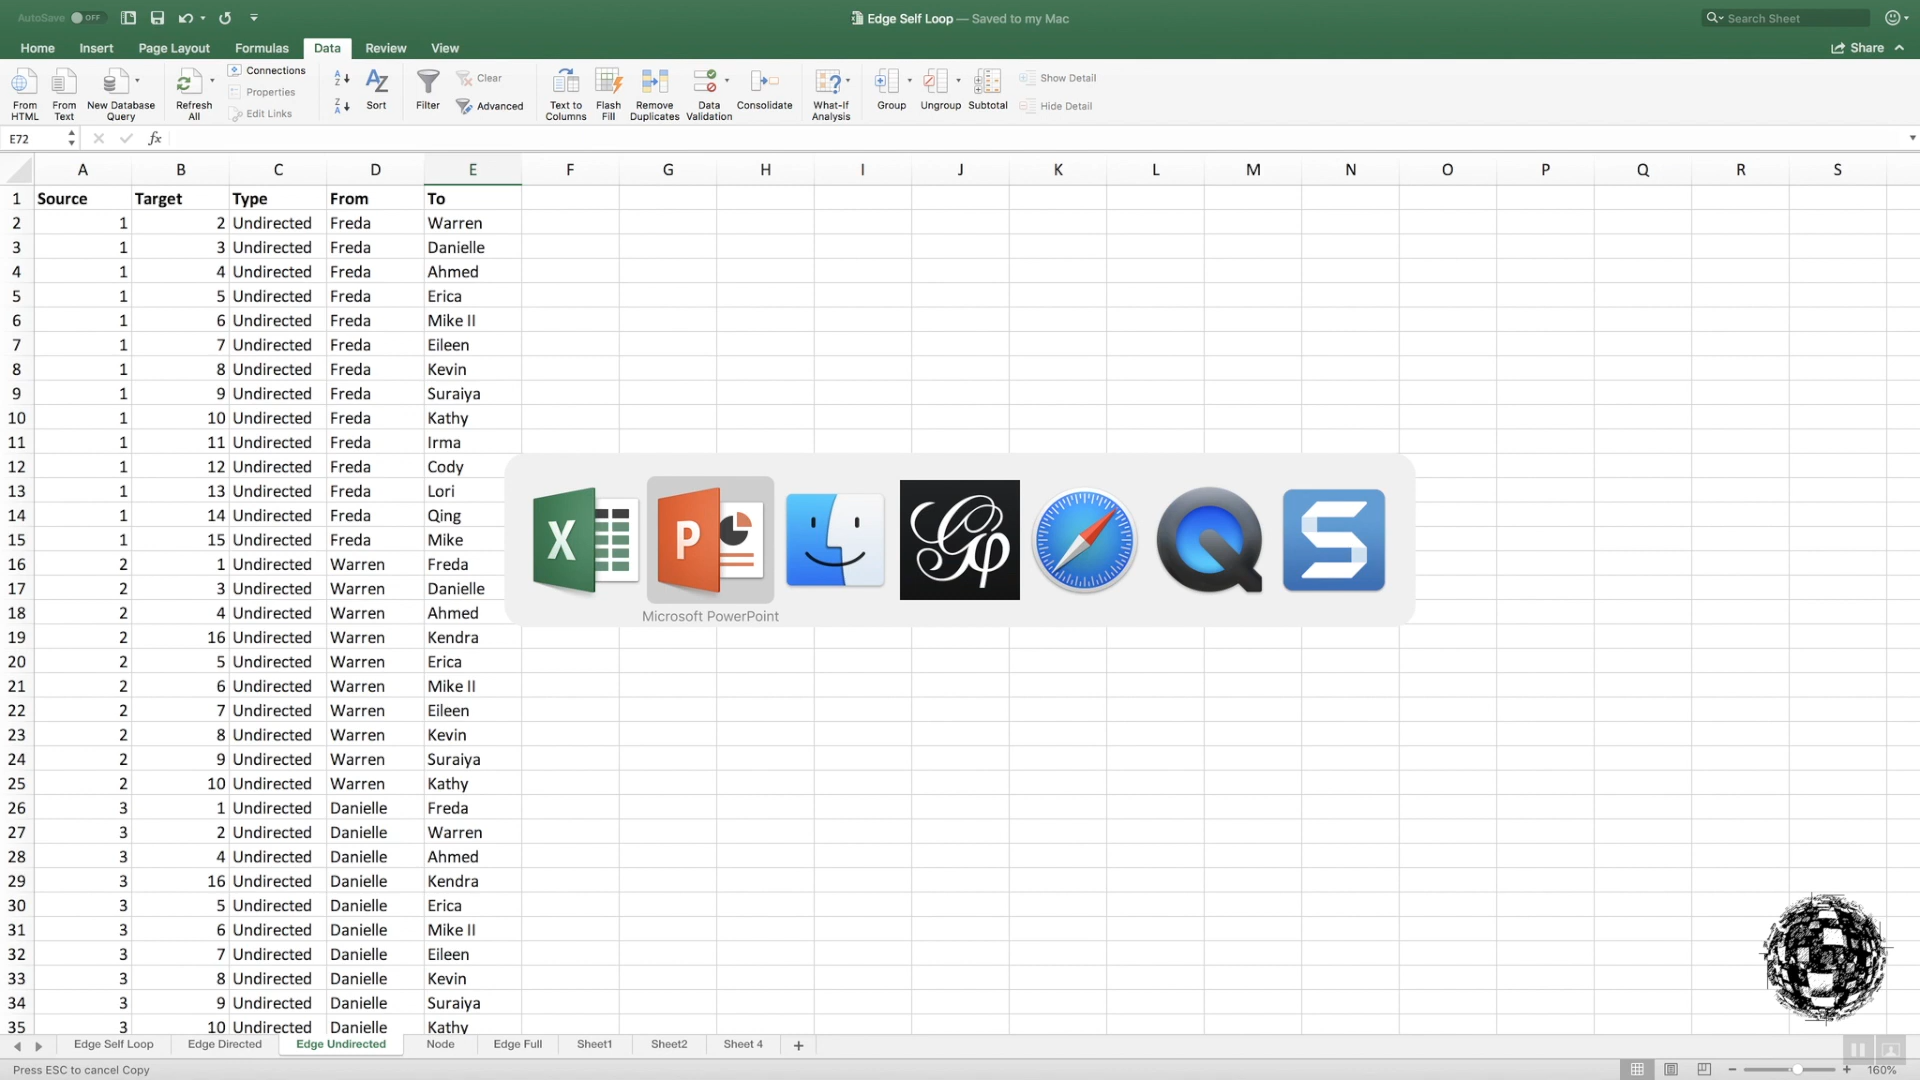 AutoSave OFF
Edge Self Loop — Saved to my Mac
Search Sheet
Home Insert Page Layout Formulas Data Review View
Share
From HTML
From Text
New Database Query
Refresh All
Connections
Properties
Edit Links
Sort
Filter
Clear
Advanced
Text to Columns
Flash Fill
Remove Duplicates
Data Validation
Consolidate
What-If Analysis
Group
Ungroup
Subtotal
Show Detail
Hide Detail
E72
fx
A B C D E F G H I J K L M N O P Q R S
1 Source Target Type From To
2 1 2 Undirected Freda Warren
3 1 3 Undirected Freda Danielle
4 1 4 Undirected Freda Ahmed
5 1 5 Undirected Freda Erica
6 1 6 Undirected Freda Mike II
7 1 7 Undirected Freda Eileen
8 1 8 Undirected Freda Kevin
9 1 9 Undirected Freda Suraiya
10 1 10 Undirected Freda Kathy
11 1 11 Undirected Freda Irma
12 1 12 Undirected Freda Cody
13 1 13 Undirected Freda Lori
14 1 14 Undirected Freda Qing
15 1 15 Undirected Freda Mike
16 2 1 Undirected Warren Freda
17 2 3 Undirected Warren Danielle
18 2 4 Undirected Warren Ahmed
19 2 16 Undirected Warren Kendra
20 2 5 Undirected Warren Erica
21 2 6 Undirected Warren Mike II
22 2 7 Undirected Warren Eileen
23 2 8 Undirected Warren Kevin
24 2 9 Undirected Warren Suraiya
25 2 10 Undirected Warren Kathy
26 3 1 Undirected Danielle Freda
27 3 2 Undirected Danielle Warren
28 3 4 Undirected Danielle Ahmed
29 3 16 Undirected Danielle Kendra
30 3 5 Undirected Danielle Erica
31 3 6 Undirected Danielle Mike II
32 3 7 Undirected Danielle Eileen
33 3 8 Undirected Danielle Kevin
34 3 9 Undirected Danielle Suraiya
35 3 10 Undirected Danielle Kathy
Microsoft PowerPoint
Edge Self Loop Edge Directed Edge Undirected Node Edge Full Sheet1 Sheet2 Sheet 4 +
Press ESC to cancel Copy
160%